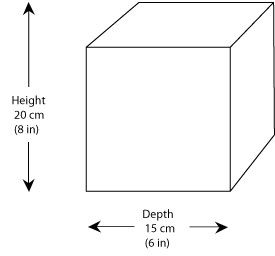 Height
20 cm
(8 in)
Depth
15 cm
(6 in)